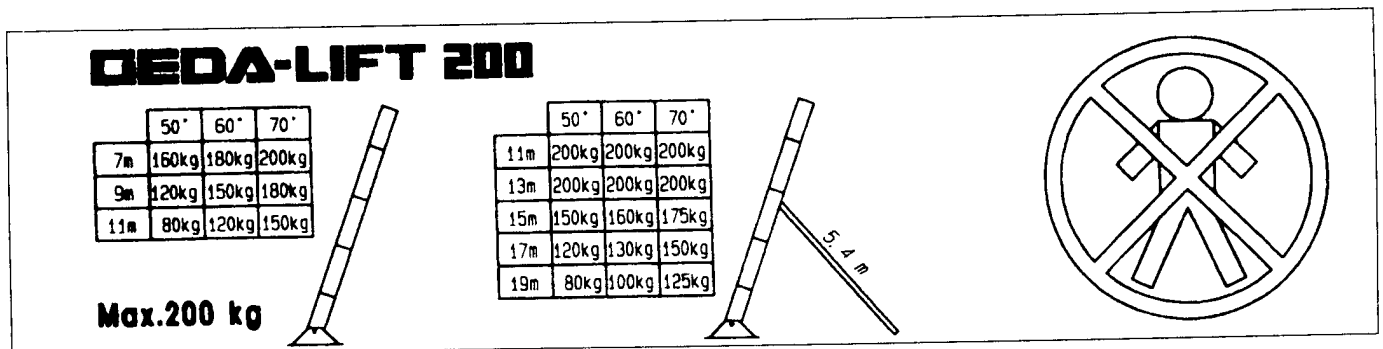 GEDA-LIFT 200
50° 60° 70°
7m 160kg 180kg 200kg
9m 120kg 150kg 180kg
11m 80kg 120kg 150kg
Max.200 kg
50° 60° 70°
11m 200kg 200kg 200kg
13m 200kg 200kg 200kg
15m 150kg 160kg 175kg
17m 120kg 130kg 150kg
19m 80kg 100kg 125kg
5.4 m